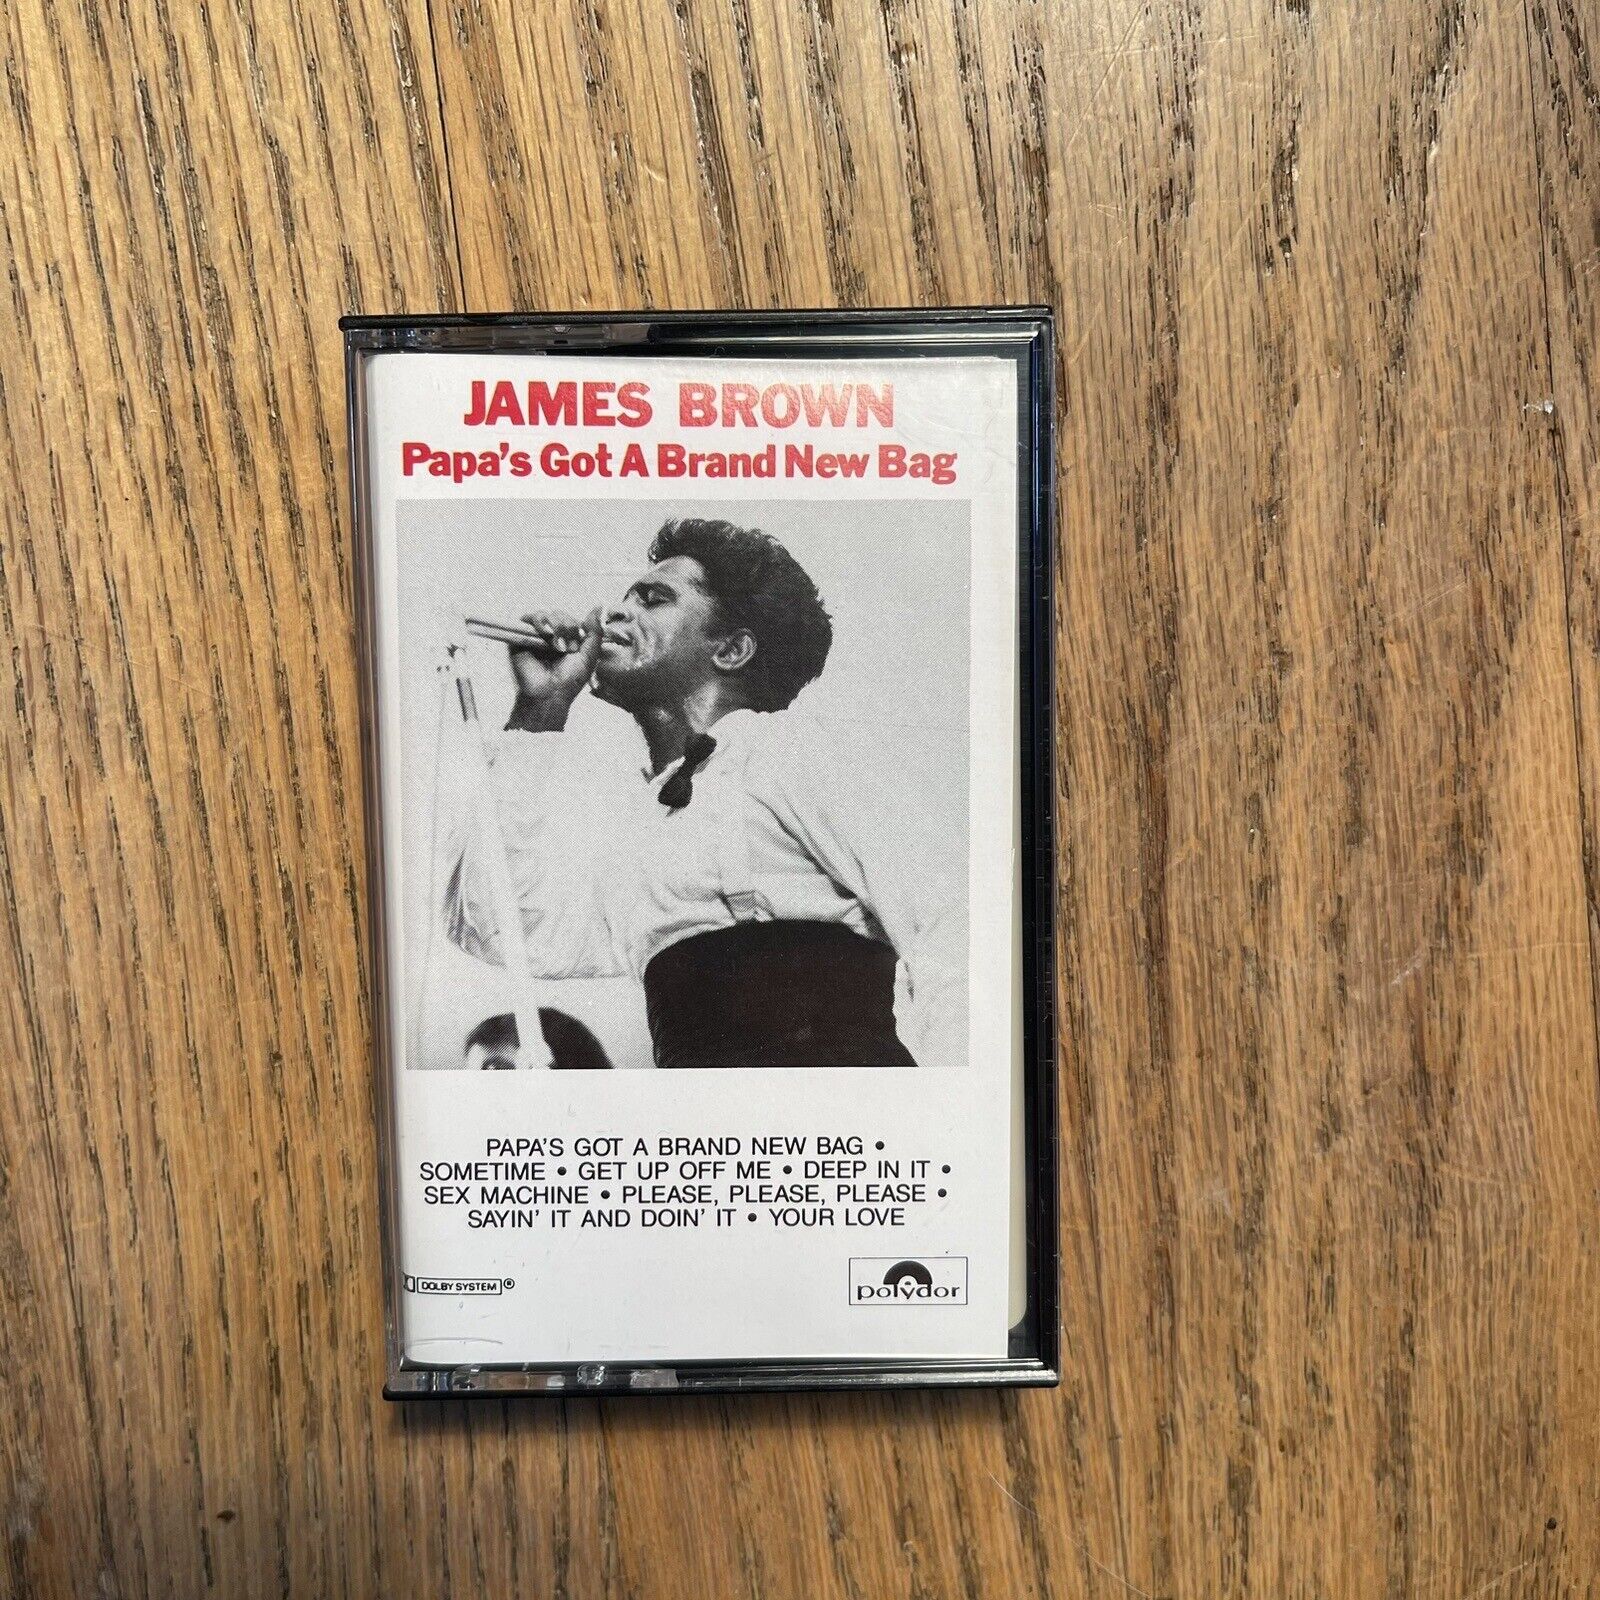 JAMES BROWN
Papa's Got A Brand New Bag
PAPA'S GOT A BRAND NEW BAG •
SOMETIME • GET UP OFF ME • DEEP IN IT •
SEX MACHINE • PLEASE, PLEASE, PLEASE •
SAYIN' IT AND DOIN' IT • YOUR LOVE
DOLBY SYSTEM ®
polydor